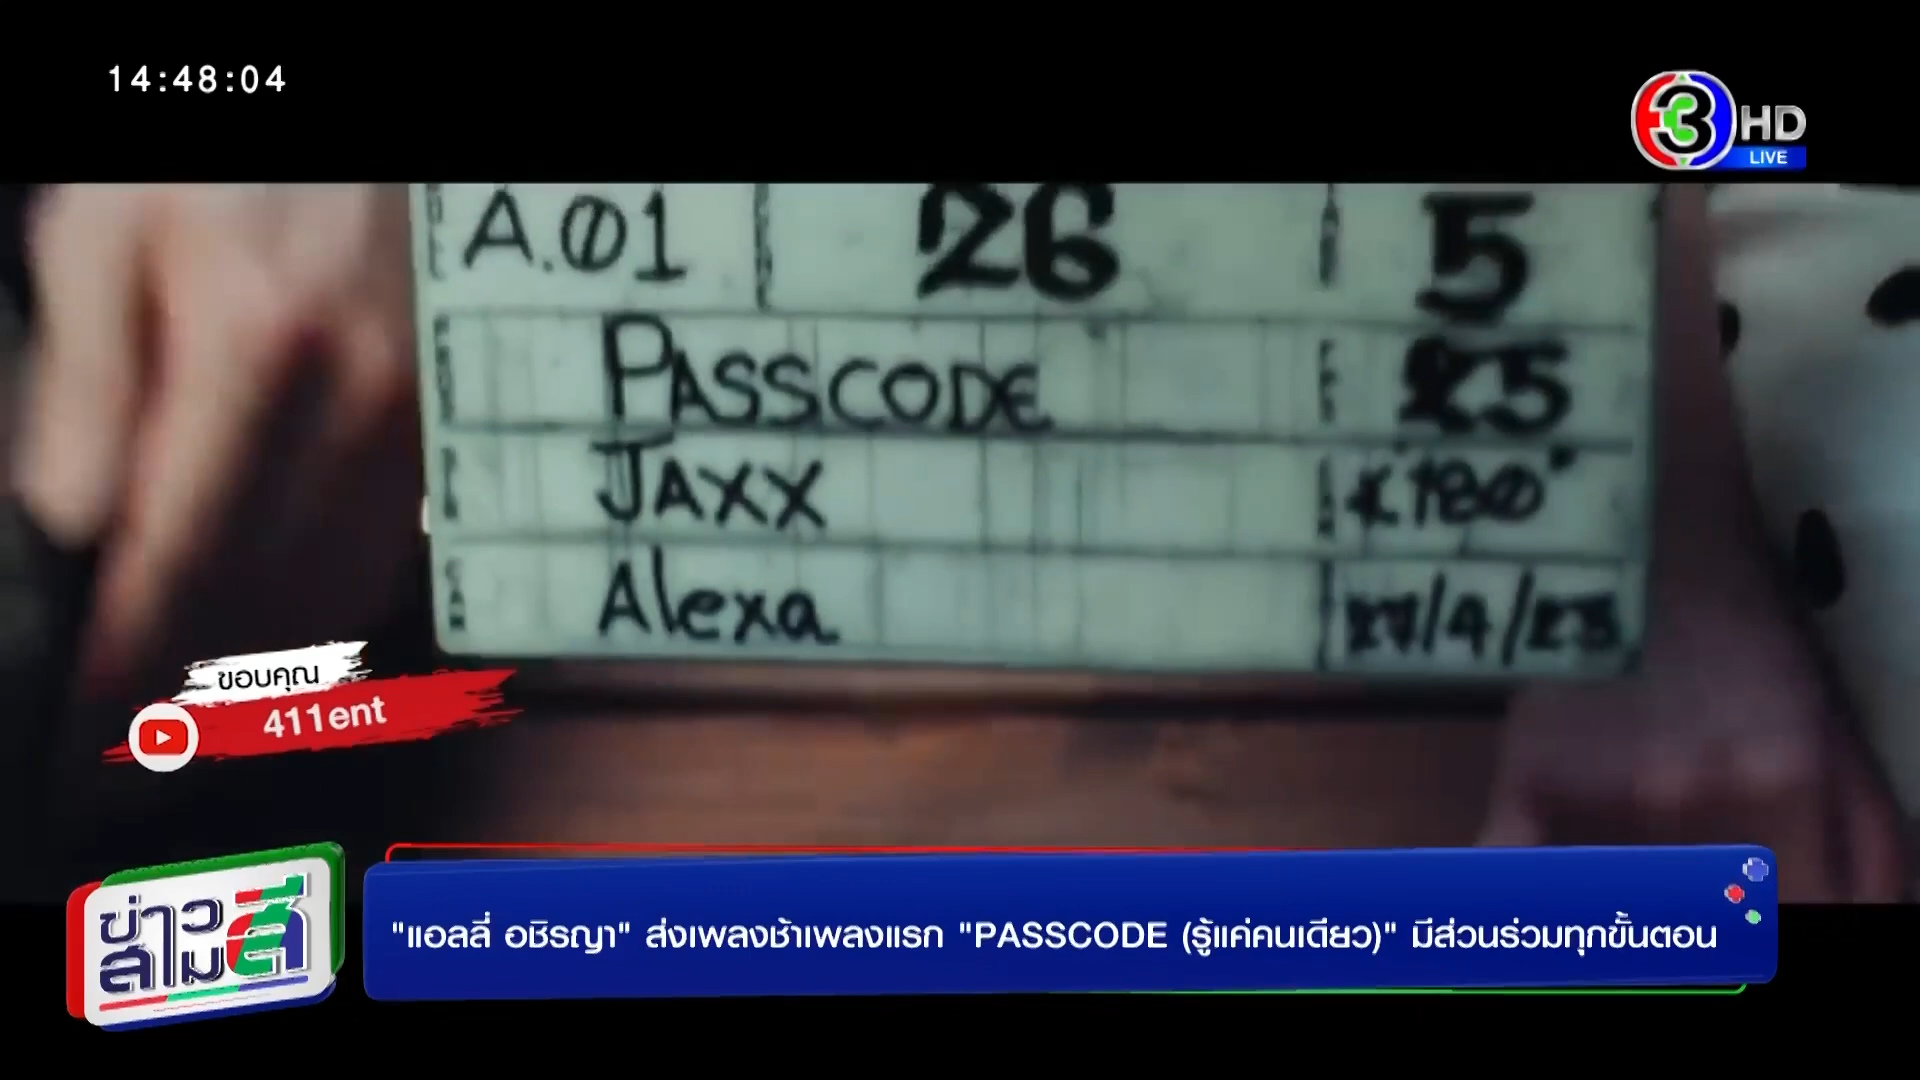 14:48:04
3 HD
LIVE
A.01 26 5
PASSCODE 25
JAXX 180°
Alexa
ขอบคุณ
411ent
ข่าว
สามสี
"แอลลี่ อชิรญา" ส่งเพลงช้าเพลงแรก "PASSCODE (รู้แค่คนเดียว)" มีส่วนร่วมทุกขั้นตอน